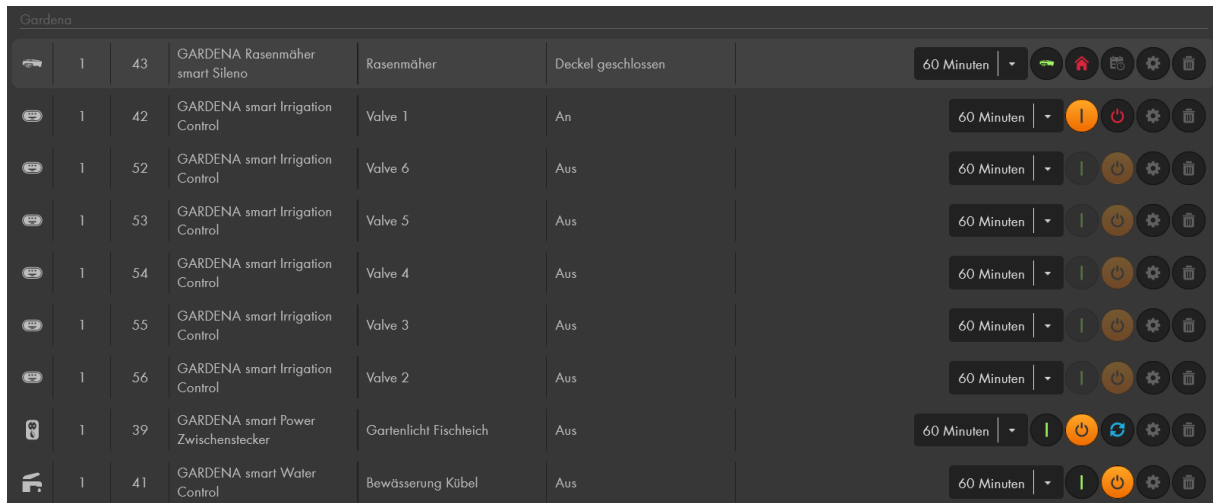 Gardena
1 43 GARDENA Rasenmäher smart Sileno Rasenmäher Deckel geschlossen 60 Minuten
1 42 GARDENA smart Irrigation Control Valve 1 An 60 Minuten
1 52 GARDENA smart Irrigation Control Valve 6 Aus 60 Minuten
1 53 GARDENA smart Irrigation Control Valve 5 Aus 60 Minuten
1 54 GARDENA smart Irrigation Control Valve 4 Aus 60 Minuten
1 55 GARDENA smart Irrigation Control Valve 3 Aus 60 Minuten
1 56 GARDENA smart Irrigation Control Valve 2 Aus 60 Minuten
1 39 GARDENA smart Power Zwischenstecker Gartenlicht Fischteich Aus 60 Minuten
1 41 GARDENA smart Water Control Bewässerung Kübel Aus 60 Minuten